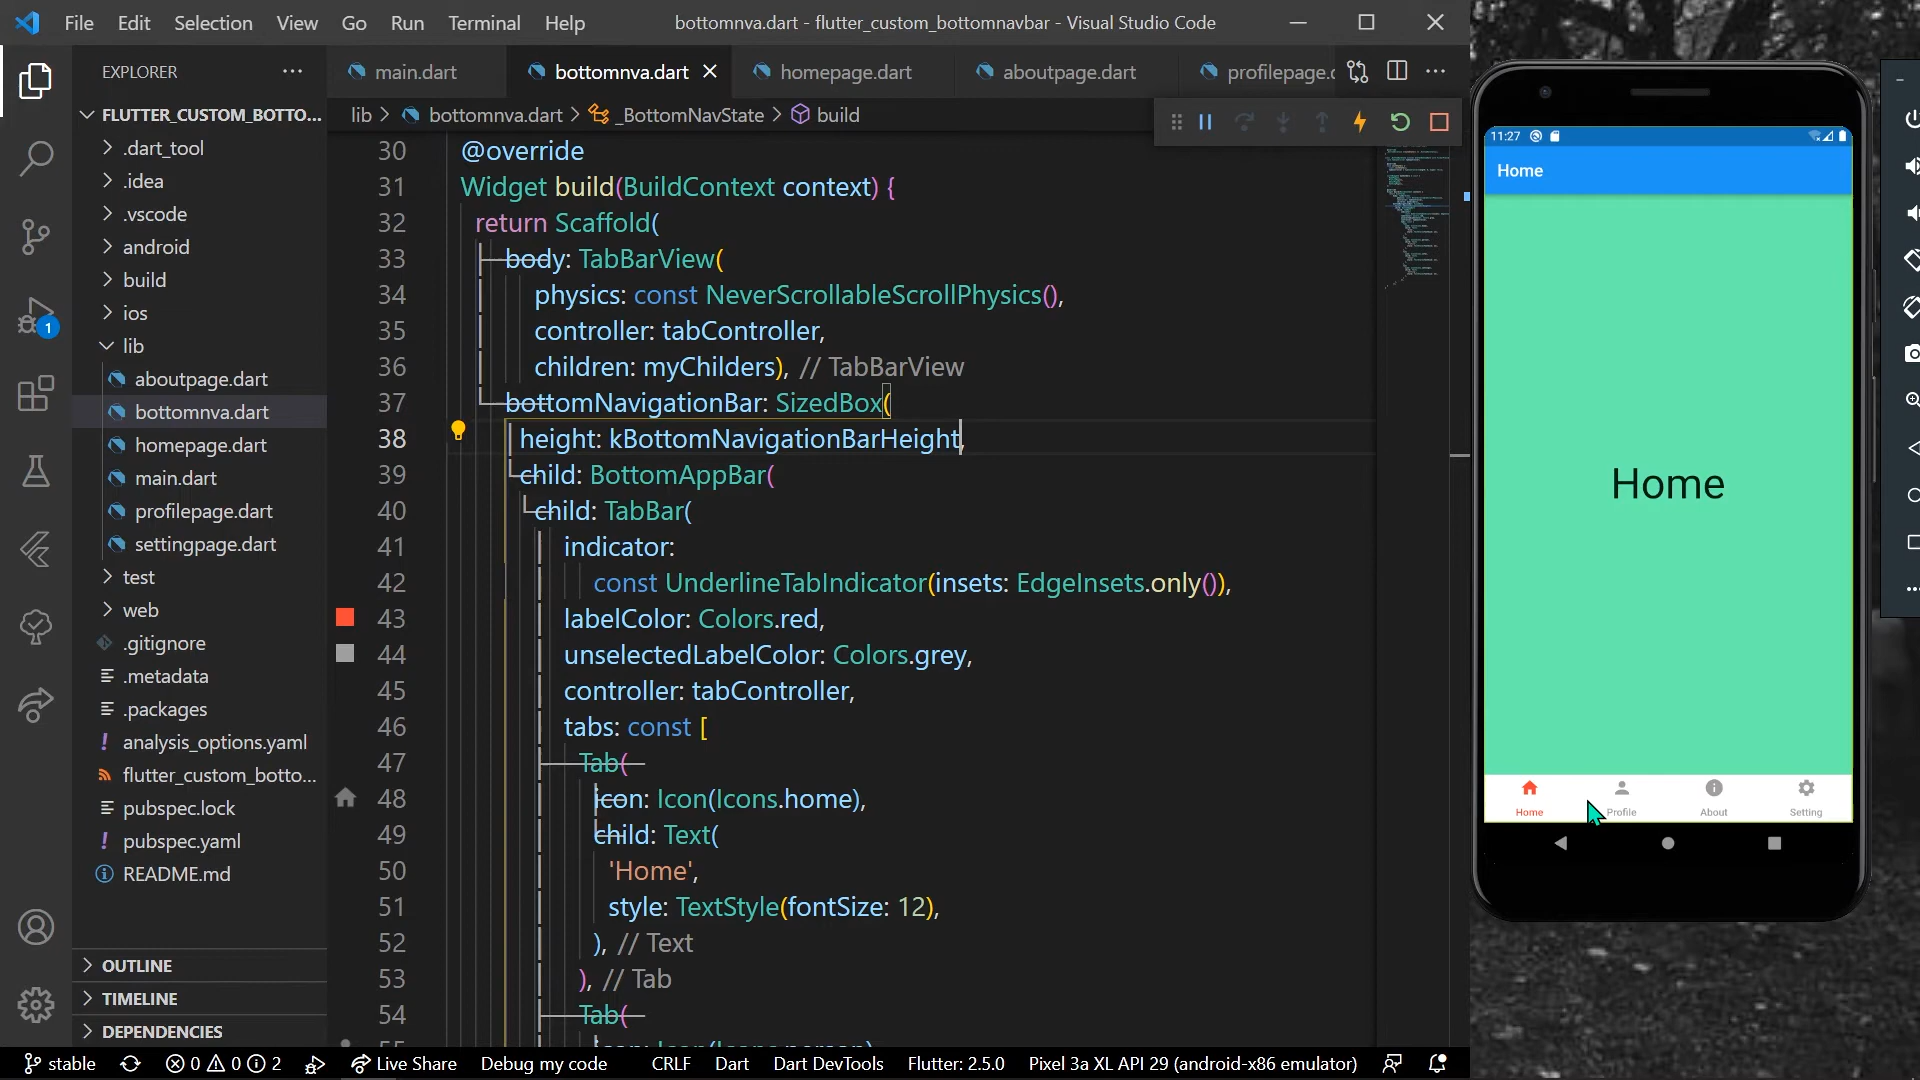 File Edit Selection View Go Run Terminal Help
bottomnva.dart - flutter_custom_bottomnavbar - Visual Studio Code
EXPLORER
FLUTTER_CUSTOM_BOTTO...
.dart_tool
.idea
.vscode
android
build
ios
lib
aboutpage.dart
bottomnva.dart
homepage.dart
main.dart
profilepage.dart
settingpage.dart
test
web
.gitignore
.metadata
.packages
analysis_options.yaml
flutter_custom_botto...
pubspec.lock
pubspec.yaml
README.md
OUTLINE
TIMELINE
DEPENDENCIES
1
main.dart bottomnva.dart homepage.dart aboutpage.dart profilepage.c
lib > bottomnva.dart > _BottomNavState > build
30 @override
31 Widget build(BuildContext context) {
32 return Scaffold(
33 body: TabBarView(
34 physics: const NeverScrollableScrollPhysics(),
35 controller: tabController,
36 children: myChilders), // TabBarView
37 bottomNavigationBar: SizedBox(
38 height: kBottomNavigationBarHeight,
39 child: BottomAppBar(
40 child: TabBar(
41 indicator:
42 const UnderlineTabIndicator(insets: EdgeInsets.only()),
43 labelColor: Colors.red,
44 unselectedLabelColor: Colors.grey,
45 controller: tabController,
46 tabs: const [
47 Tab(
48 icon: Icon(Icons.home),
49 child: Text(
50 'Home',
51 style: TextStyle(fontSize: 12),
52 ), // Text
53 ), // Tab
54 Tab(
11:27
Home
Home
Home Profile About Setting
stable 0 0 2 Live Share Debug my code CRLF Dart Dart DevTools Flutter: 2.5.0 Pixel 3a XL API 29 (android-x86 emulator)